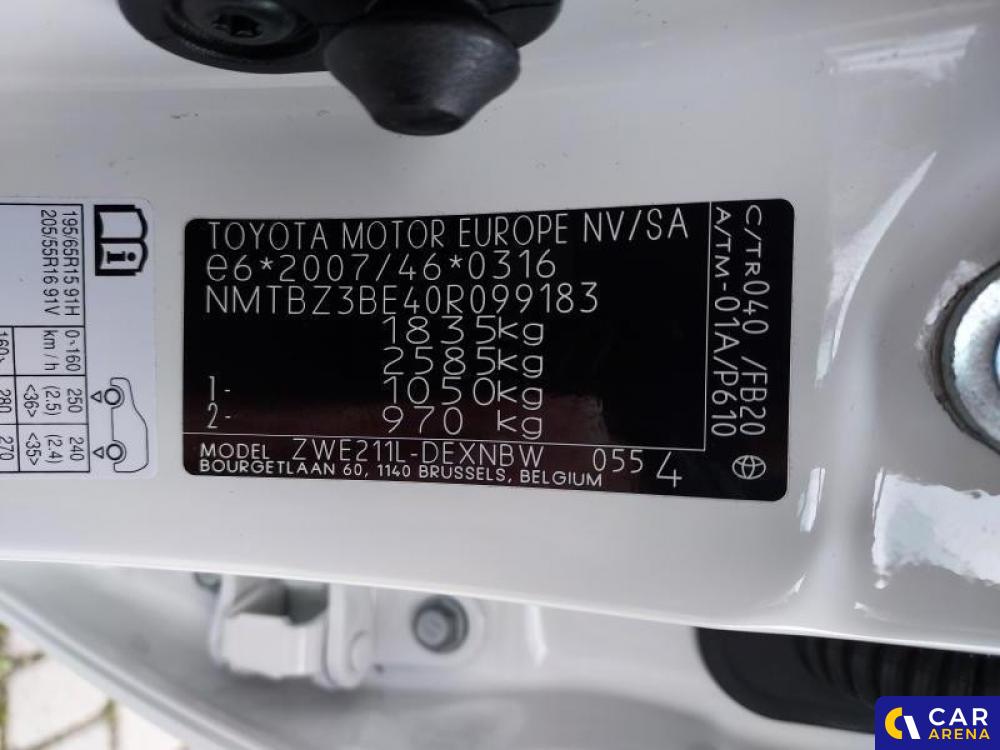 TOYOTA MOTOR EUROPE NV/SA
e6*2007/46*0316
NMTBZ3BE40R099183
1835kg
2585kg
1- 1050kg
2- 970 kg
MODEL ZWE211L-DEXNBW 0554
BOURGETLAAN 60, 1140 BRUSSELS, BELGIUM
C/TR040 /FB20
A/TM-01A/P610
195/65R15 91H
205/55R16 91V
0~160
km/h
250
(2.5)
<36>
280
240
(2.4)
<35>
270
160~
i
CAR
ARENA